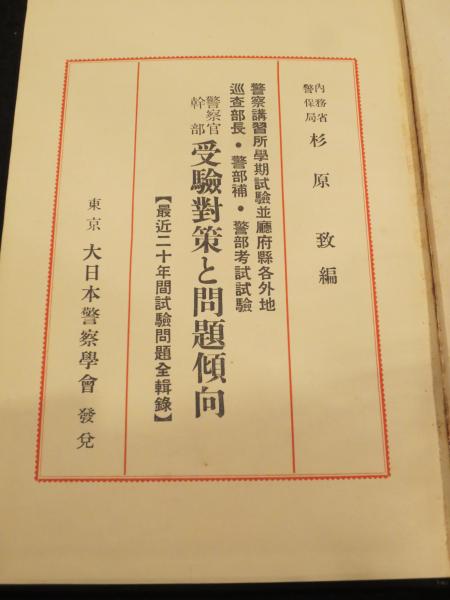 內務省
警保局
杉原致編
警察講習所學期試驗並廳府縣各外地
巡查部長・警部補・警部考試試驗
警察官
幹部
受驗對策と問題傾向
【最近二十年間試驗問題全輯錄】
東京 大日本警察學會 發兌